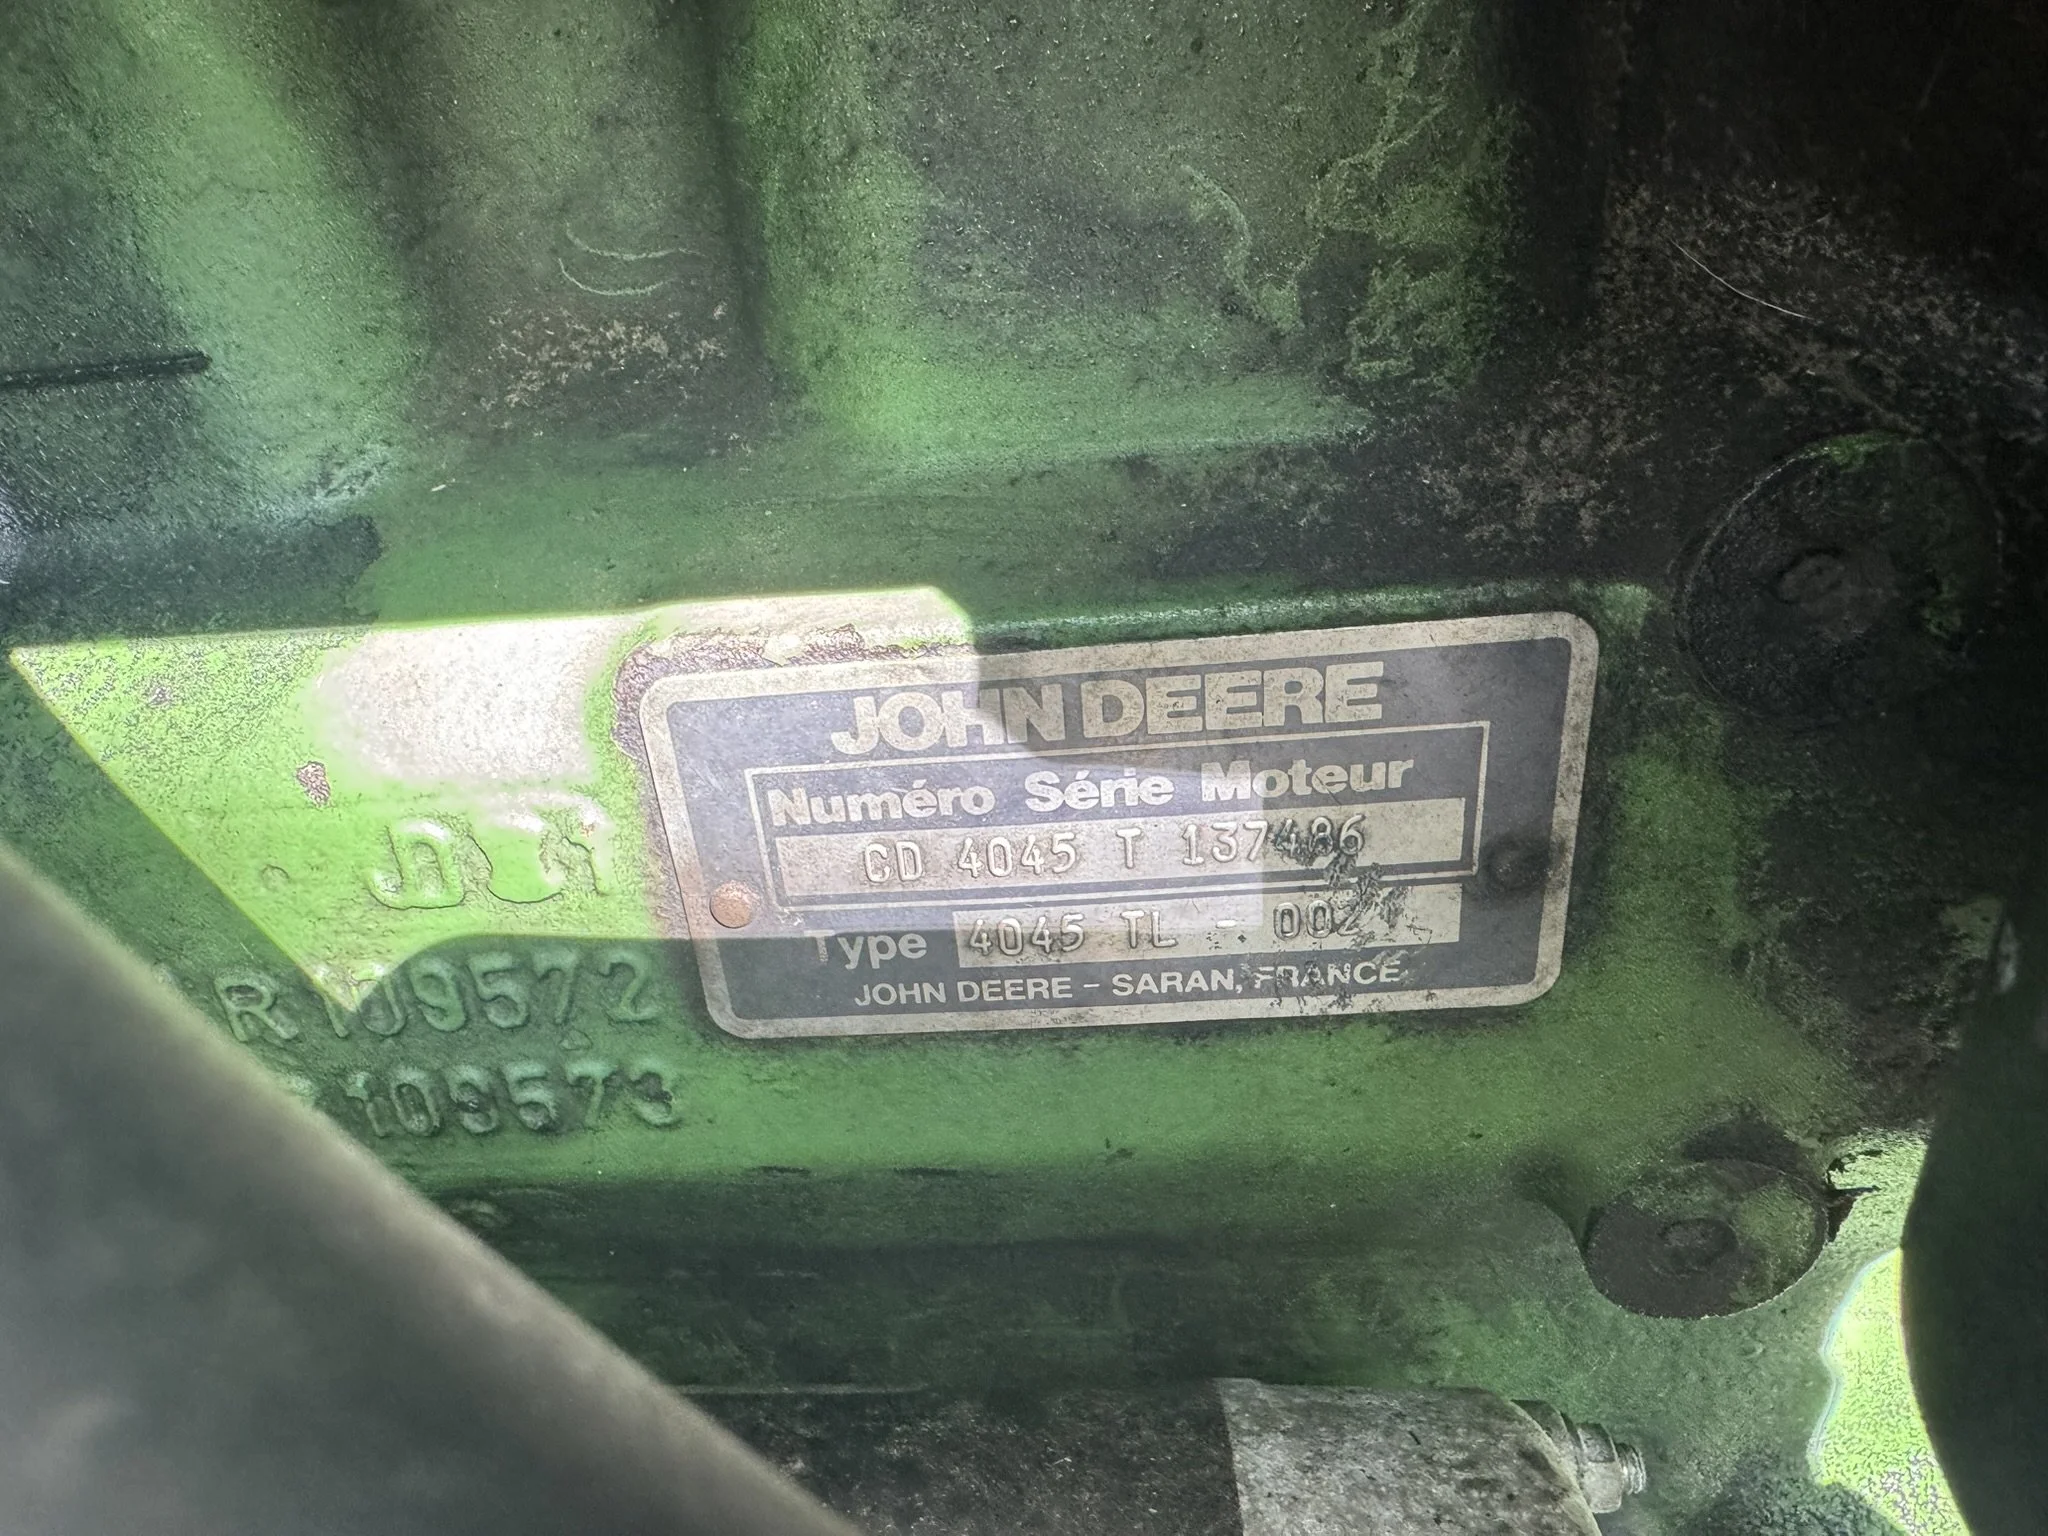 JOHN DEERE
Numéro Série Moteur
CD 4045 T 137486
Type 4045 TL - 002
JOHN DEERE - SARAN, FRANCE
R109572
109573